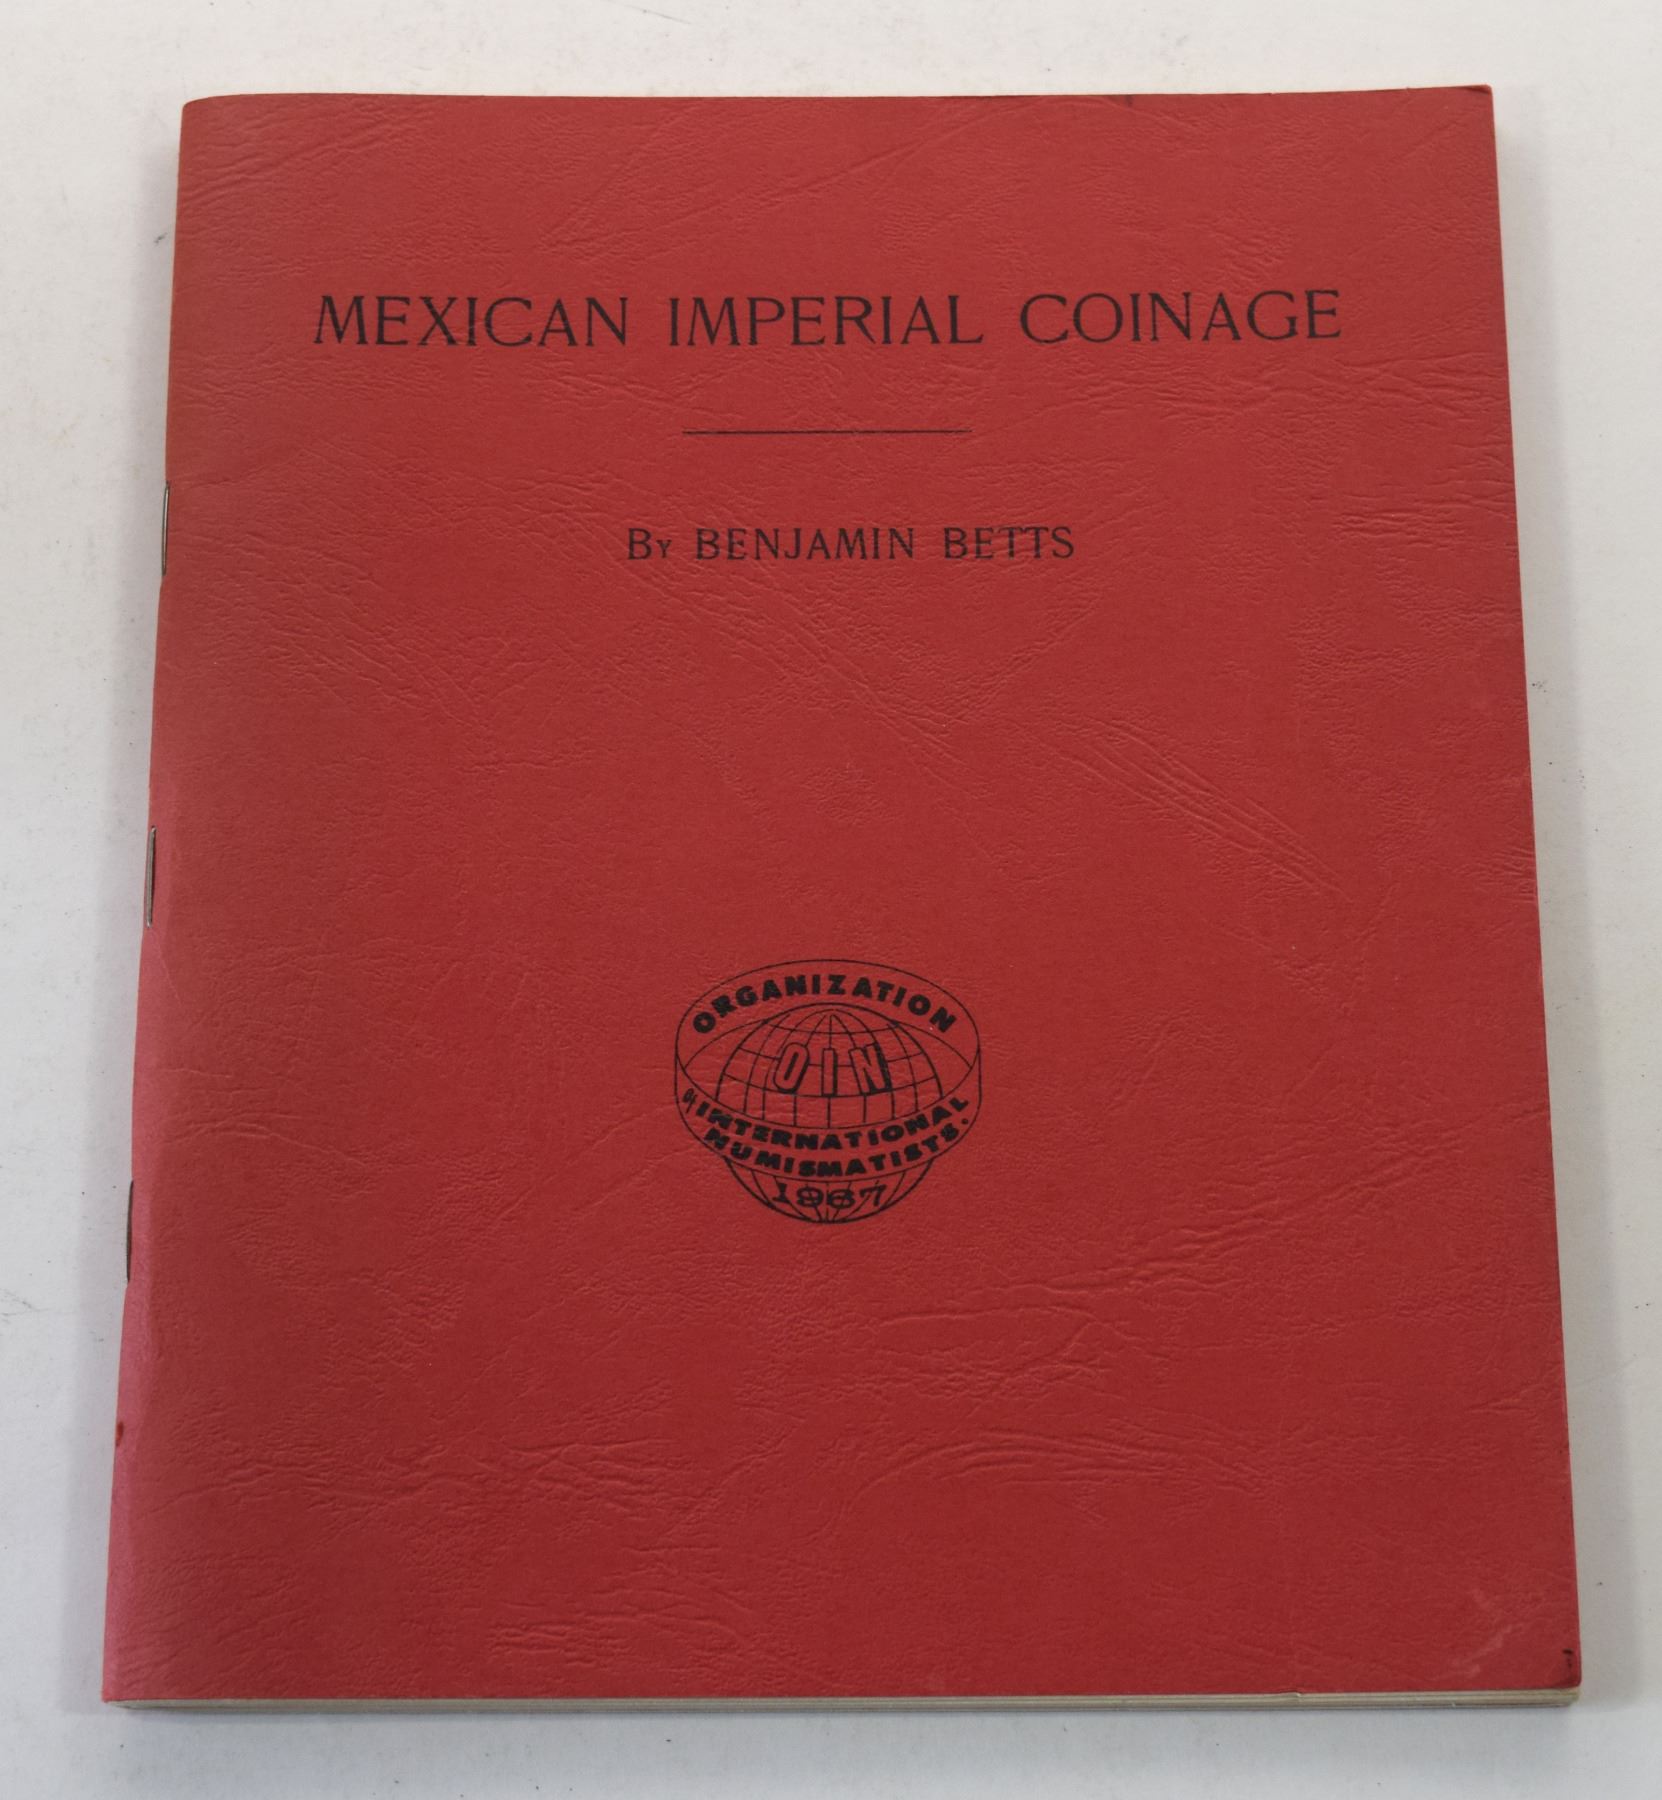 MEXICAN IMPERIAL COINAGE
By BENJAMIN BETTS
ORGANIZATION
OIN
of INTERNATIONAL
NUMISMATISTS.
1967